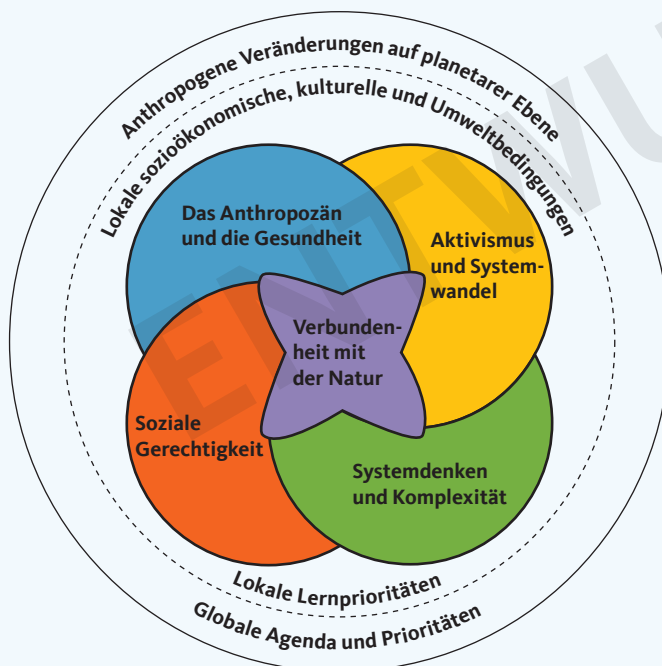 Anthropogene Veränderungen auf planetarer Ebene
Lokale sozioökonomische, kulturelle und Umweltbedingungen
Das Anthropozän
und die Gesundheit
Aktivismus
und System-
wandel
Verbunden-
heit mit
der Natur
Soziale
Gerechtigkeit
Systemdenken
und Komplexität
Lokale Lernprioritäten
Globale Agenda und Prioritäten
ENTWU